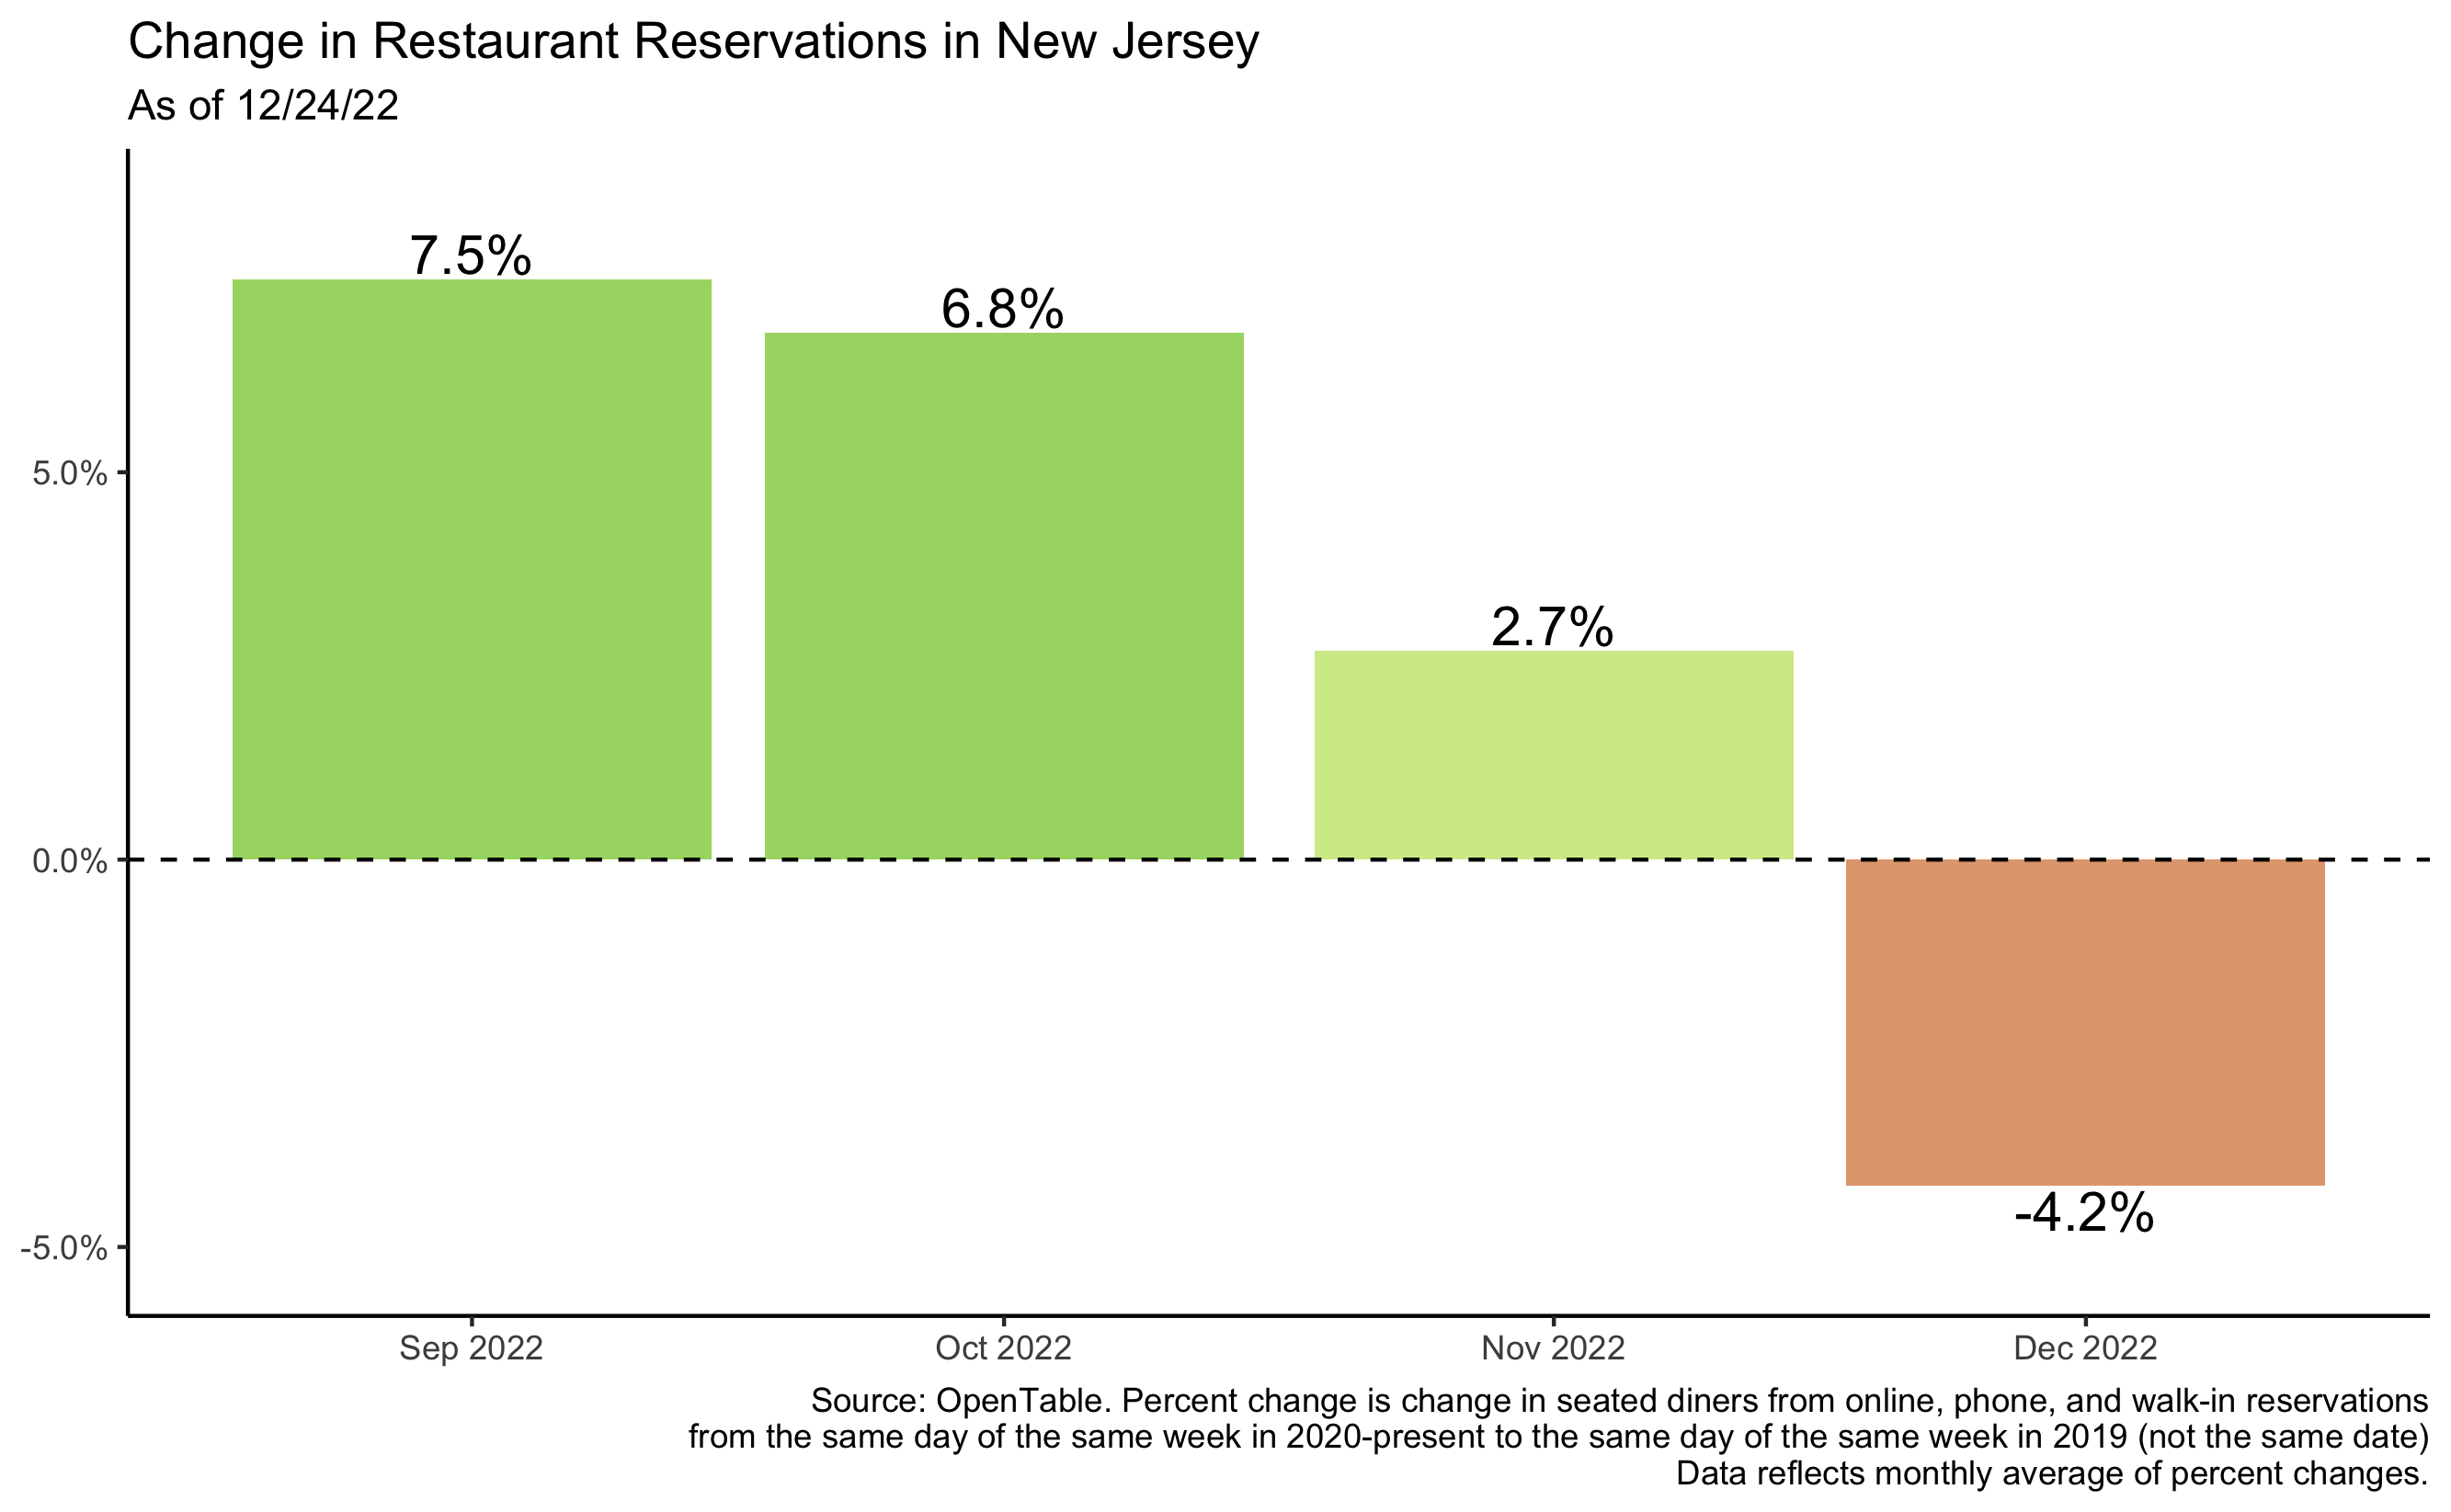 Change in Restaurant Reservations in New Jersey
As of 12/24/22
7.5%
6.8%
2.7%
-4.2%
5.0%
0.0%
-5.0%
Sep 2022
Oct 2022
Nov 2022
Dec 2022
Source: OpenTable. Percent change is change in seated diners from online, phone, and walk-in reservations
from the same day of the same week in 2020-present to the same day of the same week in 2019 (not the same date)
Data reflects monthly average of percent changes.